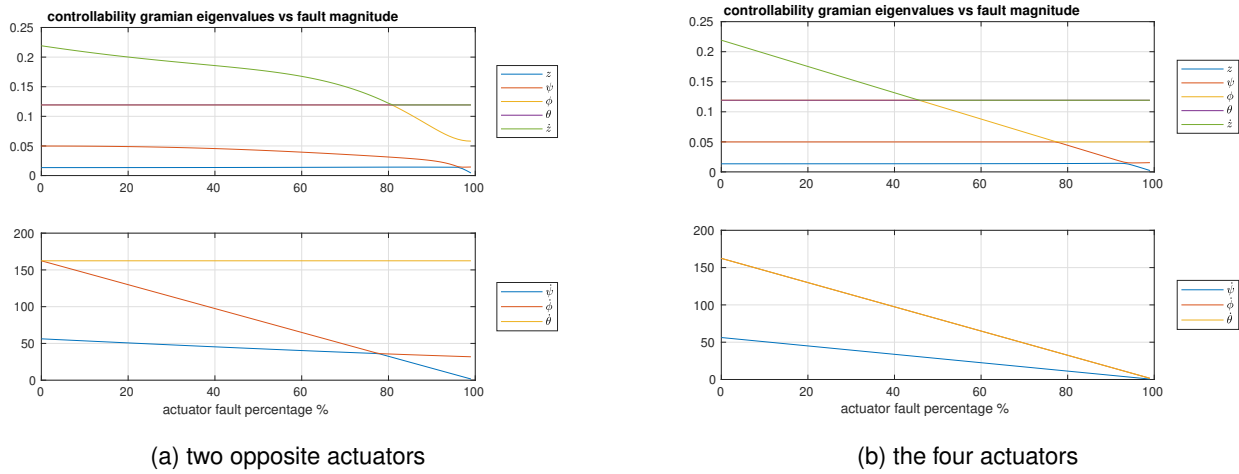 controllability gramian eigenvalues vs fault magnitude
0.25
0.2
0.15
0.1
0.05
0
0 20 40 60 80 100
z
ψ
ϕ
θ
ż
200
150
100
50
0
0 20 40 60 80 100
actuator fault percentage %
ψ̇
ϕ̇
θ̇
(a) two opposite actuators
controllability gramian eigenvalues vs fault magnitude
0.25
0.2
0.15
0.1
0.05
0
0 20 40 60 80 100
z
ψ
ϕ
θ
ż
200
150
100
50
0
0 20 40 60 80 100
actuator fault percentage %
ψ̇
ϕ̇
θ̇
(b) the four actuators